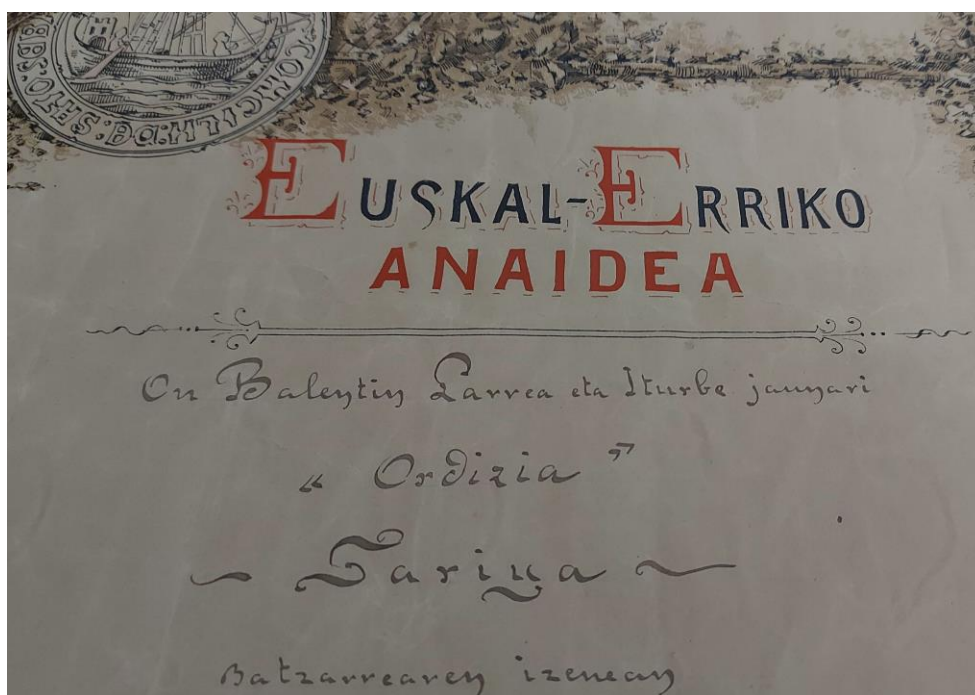 EUSKAL-ERRIKO
ANAIDEA
On Balentin Larrea eta Iturbe jaunari
" Ordizia "
~ Sariya ~
Batzarrearen izenean